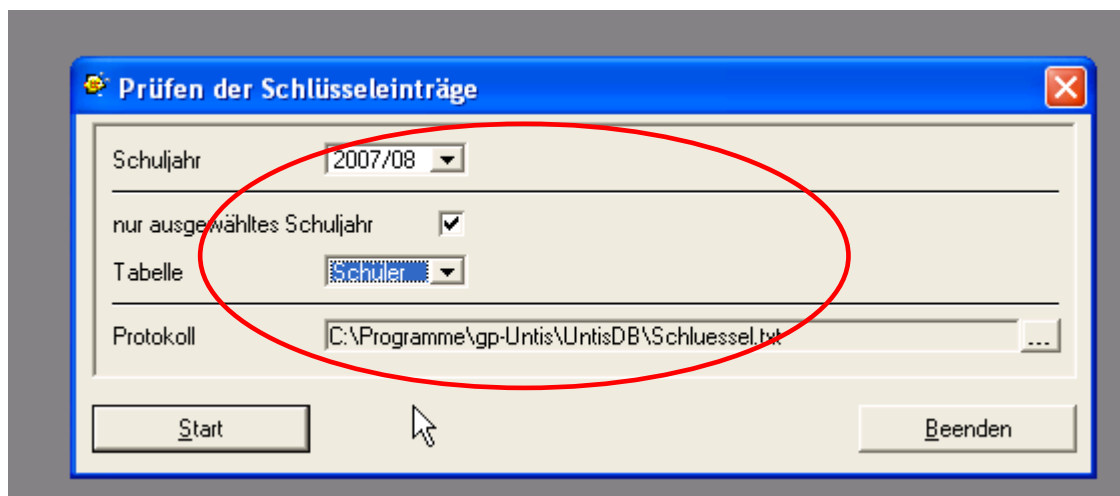 Prüfen der Schlüsseleinträge
Schuljahr 2007/08
nur ausgewähltes Schuljahr
Tabelle Schüler
Protokoll C:\Programme\gp-Untis\UntisDB\Schluessel.txt ...
Start Beenden